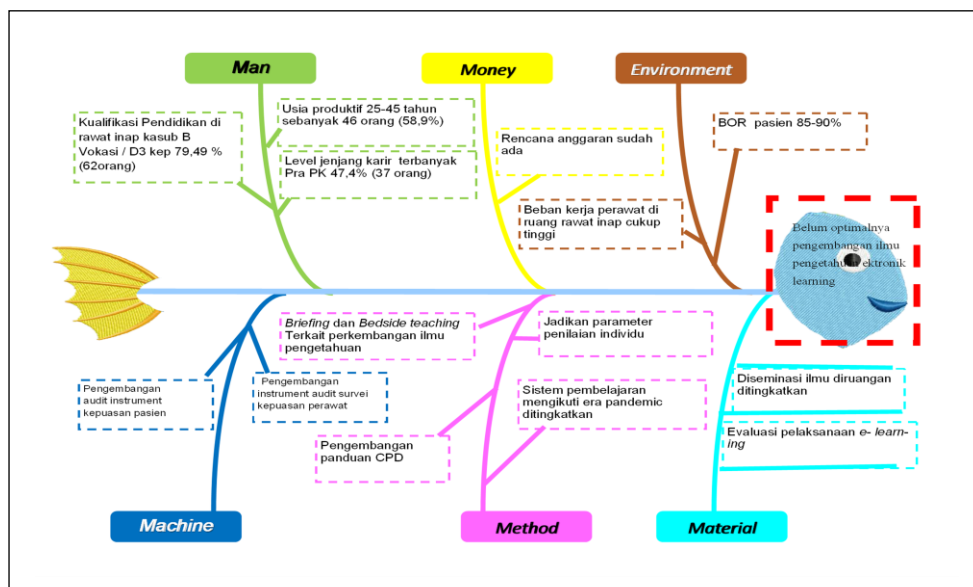 Man
Money
Environment
Kualifikasi Pendidikan di
rawat inap kasub B
Vokasi / D3 kep 79,49 %
(62orang)
Usia produktif 25-45 tahun
sebanyak 46 orang (58,9%)
Level jenjang karir terbanyak
Pra PK 47,4% (37 orang)
Rencana anggaran sudah
ada
BOR pasien 85-90%
Beban kerja perawat di
ruang rawat inap cukup
tinggi
Belum optimalnya
pengembangan ilmu
pengetahuan ektronik
learning
Briefing dan Bedside teaching
Terkait perkembangan ilmu
pengetahuan
Jadikan parameter
penilaian individu
Pengembangan
audit instrument
kepuasan pasien
Pengembangan
instrument audit survei
kepuasan perawat
Sistem pembelajaran
mengikuti era pandemic
ditingkatkan
Pengembangan
panduan CPD
Diseminasi ilmu diruangan
ditingkatkan
Evaluasi pelaksanaan e- learn-
ing
Machine
Method
Material